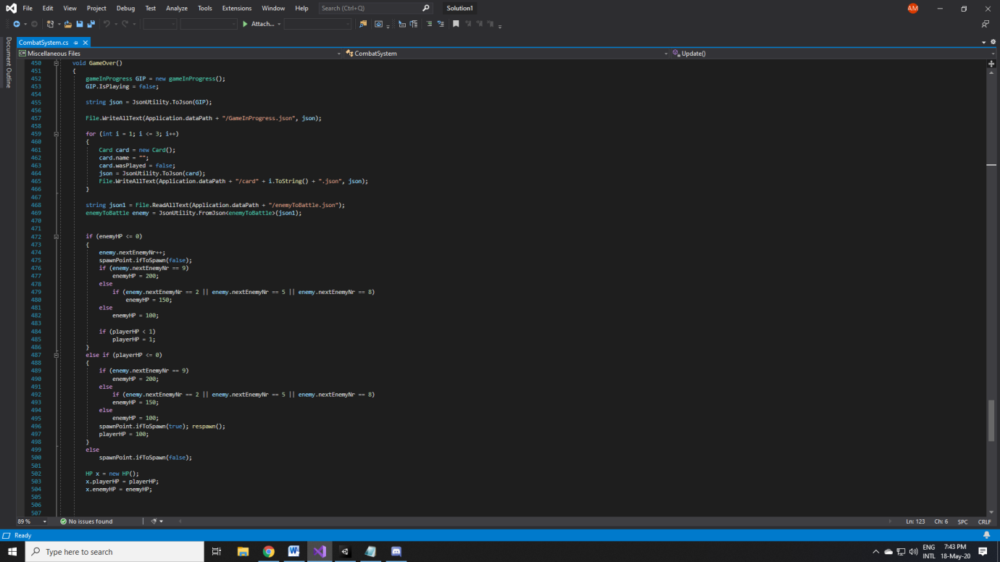 File Edit View Project Debug Test Analyze Tools Extensions Window Help Search (Ctrl+Q) Solution1 AM
Attach...
Document Outline
CombatSystem.cs
Miscellaneous Files CombatSystem Update()
450 void GameOver()
451 {
452 gameInProgress GIP = new gameInProgress();
453 GIP.IsPlaying = false;
454
455 string json = JsonUtility.ToJson(GIP);
456
457 File.WriteAllText(Application.dataPath + "/GameInProgress.json", json);
458
459 for (int i = 1; i <= 3; i++)
460 {
461 Card card = new Card();
462 card.name = "";
463 card.wasPlayed = false;
464 json = JsonUtility.ToJson(card);
465 File.WriteAllText(Application.dataPath + "/card" + i.ToString() + ".json", json);
466 }
467
468 string json1 = File.ReadAllText(Application.dataPath + "/enemyToBattle.json");
469 enemyToBattle enemy = JsonUtility.FromJson<enemyToBattle>(json1);
470
471
472 if (enemyHP <= 0)
473 {
474 enemy.nextEnemyNr++;
475 spawnPoint.ifToSpawn(false);
476 if (enemy.nextEnemyNr == 9)
477 enemyHP = 200;
478 else
479 if (enemy.nextEnemyNr == 2 || enemy.nextEnemyNr == 5 || enemy.nextEnemyNr == 8)
480 enemyHP = 150;
481 else
482 enemyHP = 100;
483
484 if (playerHP < 1)
485 playerHP = 1;
486 }
487 else if (playerHP <= 0)
488 {
489 if (enemy.nextEnemyNr == 9)
490 enemyHP = 200;
491 else
492 if (enemy.nextEnemyNr == 2 || enemy.nextEnemyNr == 5 || enemy.nextEnemyNr == 8)
493 enemyHP = 150;
494 else
495 enemyHP = 100;
496 spawnPoint.ifToSpawn(true); respawn();
497 playerHP = 100;
498 }
499 else
500 spawnPoint.ifToSpawn(false);
501
502 HP x = new HP();
503 x.playerHP = playerHP;
504 x.enemyHP = enemyHP;
505
506
507
89 % No issues found Ln: 123 Ch: 6 SPC CRLF
Ready
Type here to search ENG 7:43 PM
INTL 18-May-20